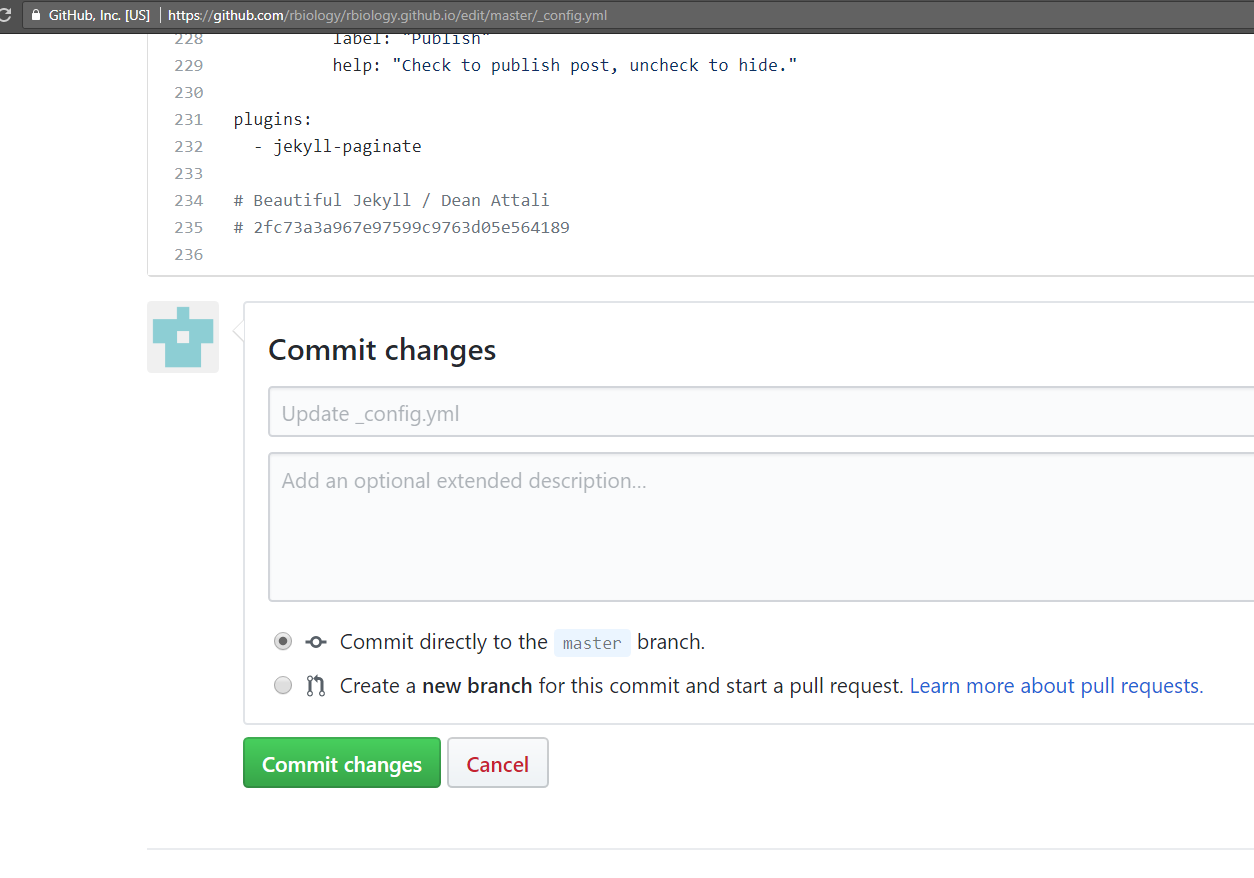 GitHub, Inc. [US] https://github.com/rbiology/rbiology.github.io/edit/master/_config.yml
228 label: "Publish"
229 help: "Check to publish post, uncheck to hide."
230
231 plugins:
232 - jekyll-paginate
233
234 # Beautiful Jekyll / Dean Attali
235 # 2fc73a3a967e97599c9763d05e564189
236
Commit changes
Update _config.yml
Add an optional extended description...
Commit directly to the master branch.
Create a new branch for this commit and start a pull request. Learn more about pull requests.
Commit changes Cancel